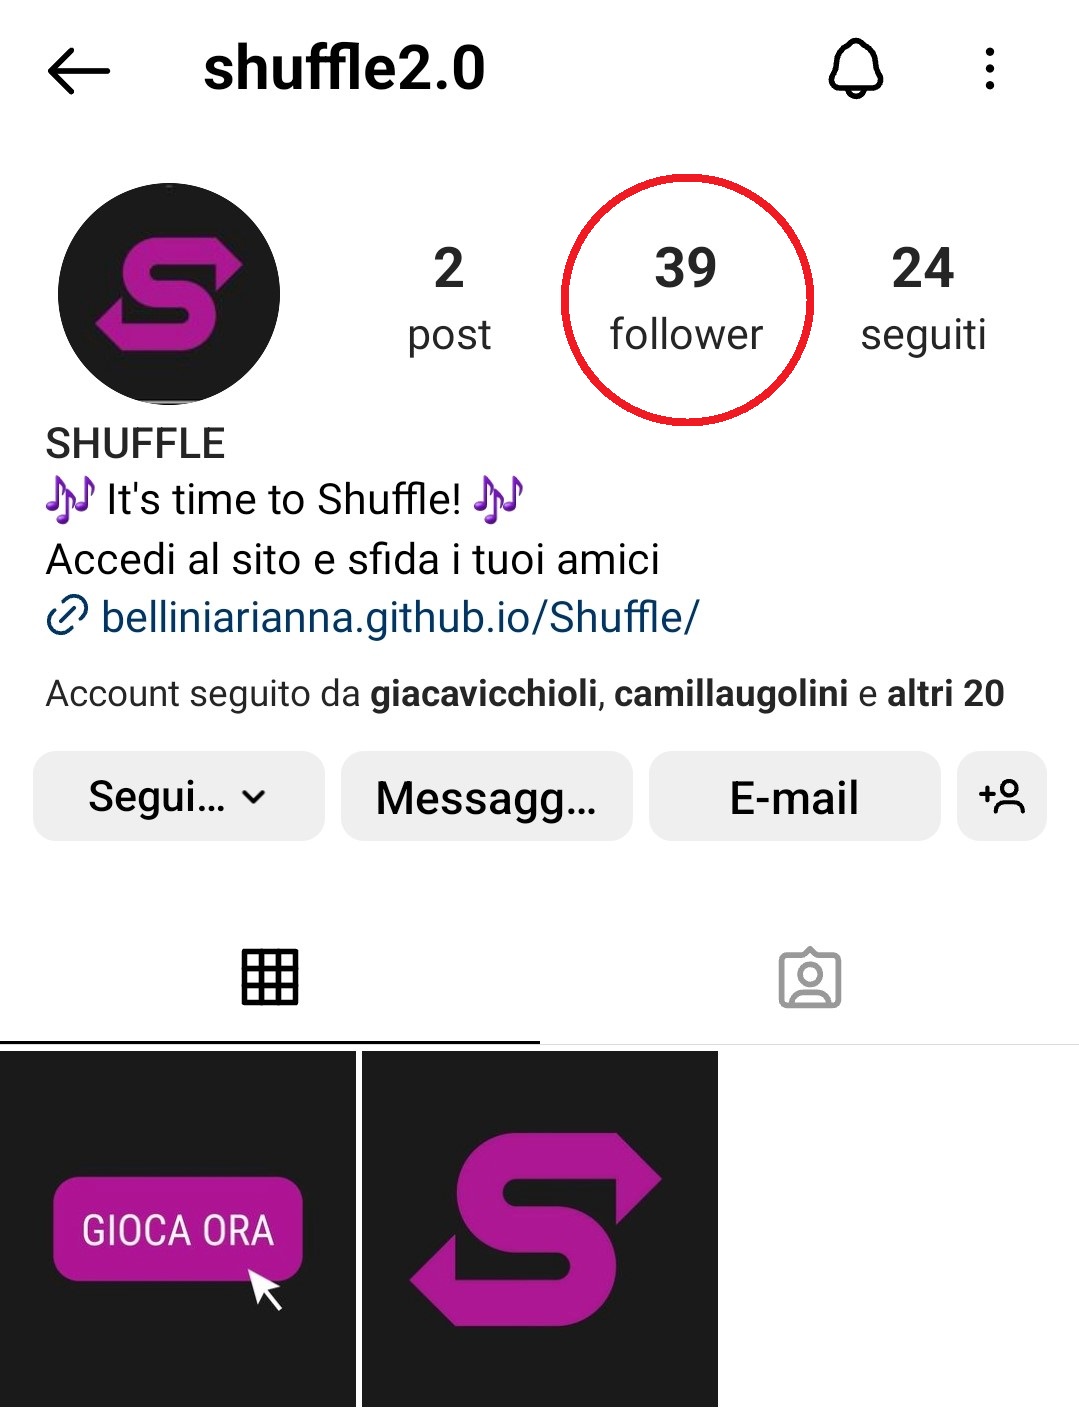 shuffle2.0
2
post
39
follower
24
seguiti
SHUFFLE
🎶 It's time to Shuffle! 🎶
Accedi al sito e sfida i tuoi amici
belliniarianna.github.io/Shuffle/
Account seguito da giacavicchioli, camillaugolini e altri 20
Segui...
Messagg...
E-mail
GIOCA ORA